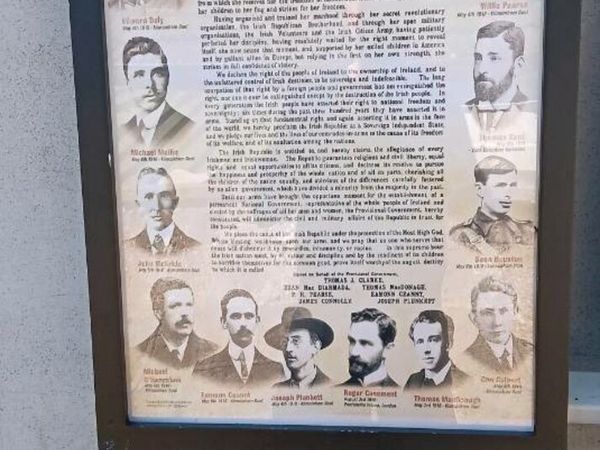 from which she receives her
her children to her flag and strikes for her freedom.
Having organised and trained her manhood through her secret revolutionary
organisation, the Irish Republican Brotherhood, and through her open military
organisations, the Irish Volunteers and the Irish Citizen Army, having patiently
perfected her discipline, having resolutely waited for the right moment to reveal
itself, she now seizes that moment, and supported by her exiled children in America
and by gallant allies in Europe, but relying in the first on her own strength, she
strikes in full confidence of victory.
We declare the right of the people of Ireland to the ownership of Ireland, and to
the unfettered control of Irish destinies, to be sovereign and indefeasible. The long
usurpation of that right by a foreign people and government has not extinguished the
right, nor can it ever be extinguished except by the destruction of the Irish people. In
every generation the Irish people have asserted their right to national freedom and
sovereignty: six times during the past three hundred years they have asserted it in
arms. Standing on that fundamental right and again asserting it in arms in the face
of the world, we hereby proclaim the Irish Republic as a Sovereign Independent State,
and we pledge our lives and the lives of our comrades-in-arms to the cause of its freedom,
of its welfare, and of its exaltation among the nations.
The Irish Republic is entitled to, and hereby claims, the allegiance of every
Irishman and Irishwoman. The Republic guarantees religious and civil liberty, equal
rights and equal opportunities to all its citizens, and declares its resolve to pursue
the happiness and prosperity of the whole nation and of all its parts, cherishing all
the children of the nation equally, and oblivious of the differences carefully fostered
by an alien government, which have divided a minority from the majority in the past.
Until our arms have brought the opportune moment for the establishment of a
permanent National Government, representative of the whole people of Ireland and
elected by the suffrages of all her men and women, the Provisional Government, hereby
constituted, will administer the civil and military affairs of the Republic in trust for
the people.
We place the cause of the Irish Republic under the protection of the Most High God,
Whose blessing we invoke upon our arms, and we pray that no one who serves that
cause will dishonour it by cowardice, inhumanity, or rapine. In this supreme hour
the Irish nation must, by its valour and discipline and by the readiness of its children
to sacrifice themselves for the common good, prove itself worthy of the august destiny
to which it is called
Signed on Behalf of the Provisional Government,
THOMAS J. CLARKE,
SEAN Mac DIARMADA, THOMAS MacDONAGH,
P. H. PEARSE, EAMONN CEANNT,
JAMES CONNOLLY, JOSEPH PLUNKETT
Edward Daly
Michael Mallin
John McBride
Michael O'Hanrahan
Eamonn Ceannt
Joseph Plunkett
Roger Casement
Thomas MacDonagh
Con Colbert
Sean Heuston
Thomas Kent
Willie Pearse